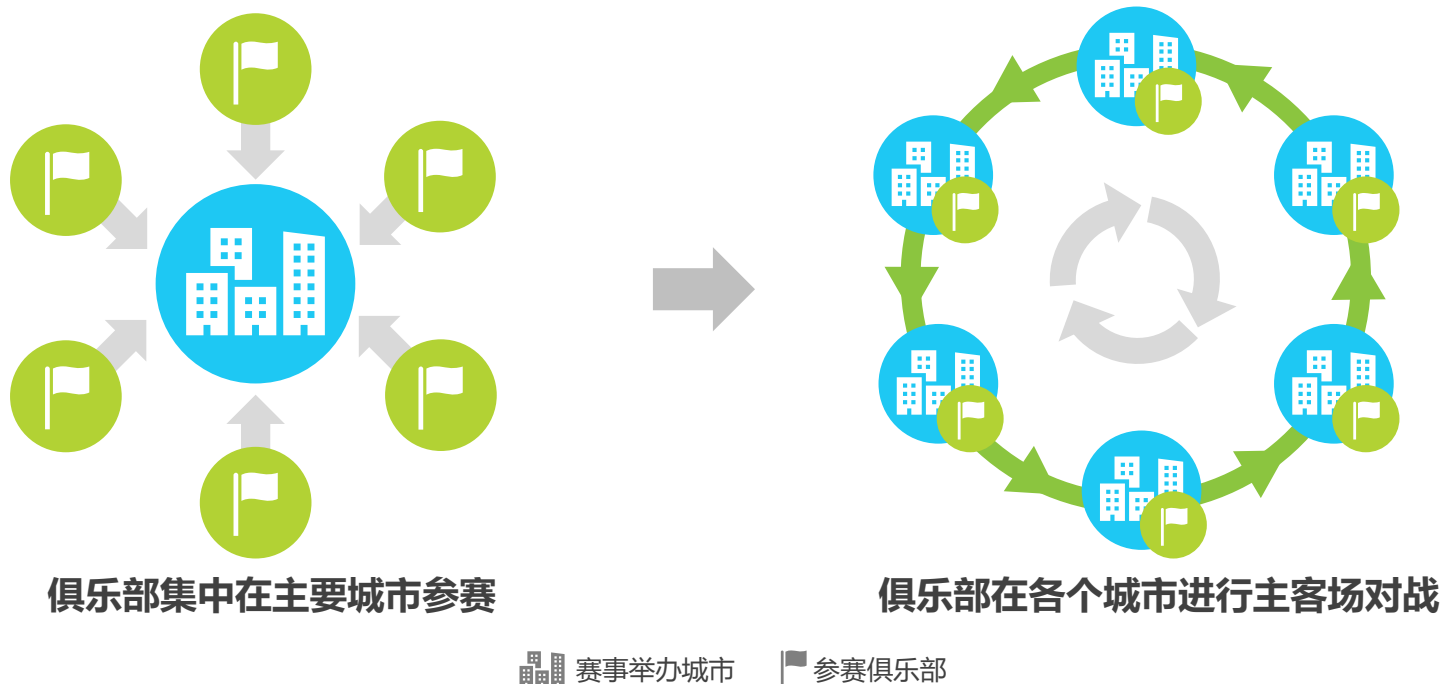 俱乐部集中在主要城市参赛
俱乐部在各个城市进行主客场对战
赛事举办城市 参赛俱乐部